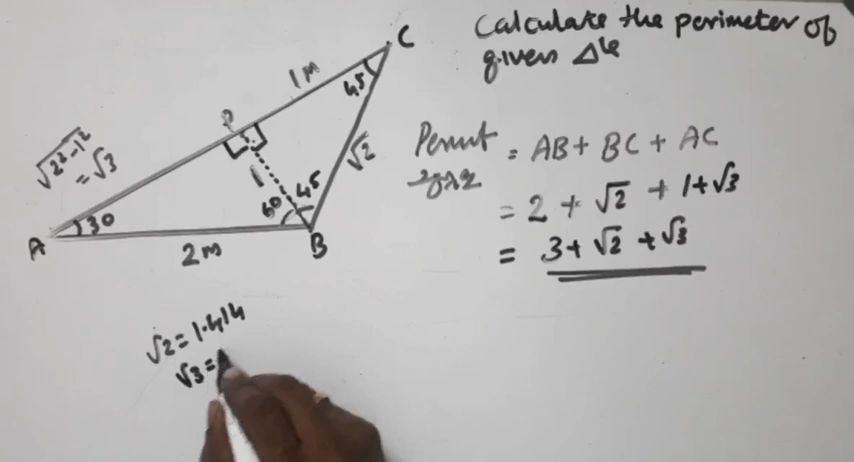 Calculate the perimeter of
given Δle
C
1M
45
P
√2²-1²
=√3
1
√2
60
45
30
A
2M
B
= AB + BC + AC
= 2 + √2 + 1+√3
= 3+ √2 +√3
√2 = 1.414
√3 =